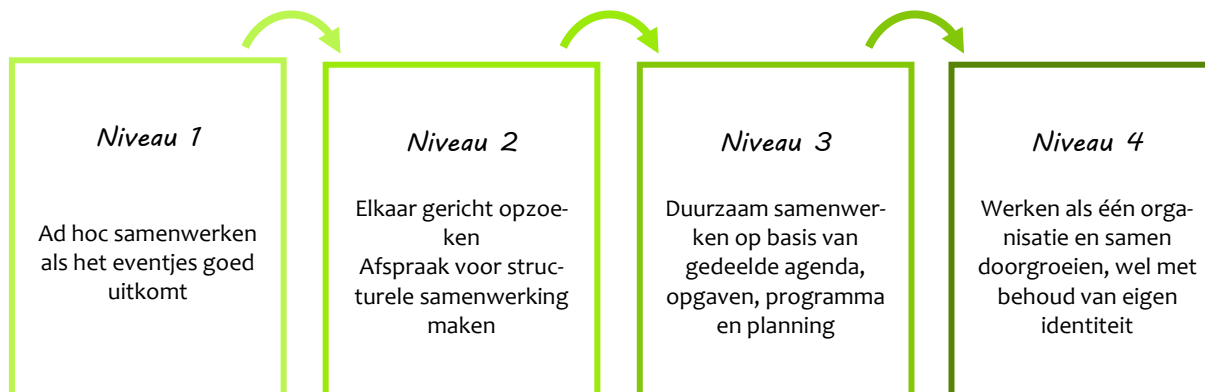 Niveau 1
Ad hoc samenwerken
als het eventjes goed
uitkomt
Niveau 2
Elkaar gericht opzoe-
ken
Afspraak voor struc-
turele samenwerking
maken
Niveau 3
Duurzaam samenwer-
ken op basis van
gedeelde agenda,
opgaven, programma
en planning
Niveau 4
Werken als één orga-
nisatie en samen
doorgroeien, wel met
behoud van eigen
identiteit